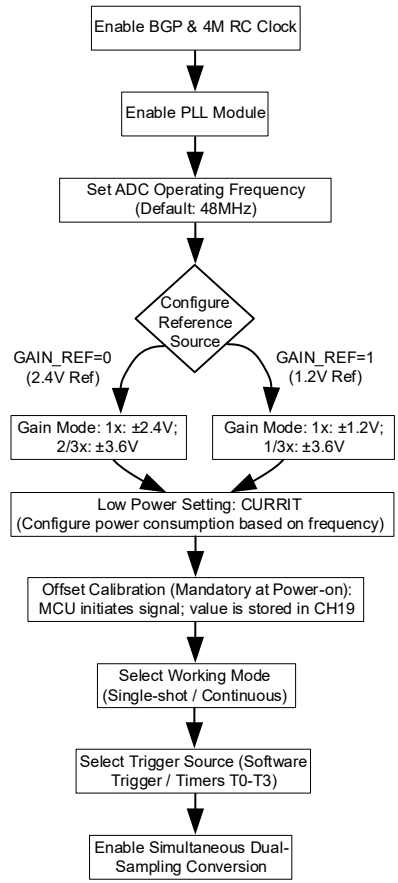 Enable BGP & 4M RC Clock
Enable PLL Module
Set ADC Operating Frequency
(Default: 48MHz)
Configure
Reference
Source
GAIN_REF=0
(2.4V Ref)
GAIN_REF=1
(1.2V Ref)
Gain Mode: 1x: ±2.4V;
2/3x: ±3.6V
Gain Mode: 1x: ±1.2V;
1/3x: ±3.6V
Low Power Setting: CURRIT
(Configure power consumption based on frequency)
Offset Calibration (Mandatory at Power-on):
MCU initiates signal; value is stored in CH19
Select Working Mode
(Single-shot / Continuous)
Select Trigger Source (Software
Trigger / Timers T0-T3)
Enable Simultaneous Dual-
Sampling Conversion